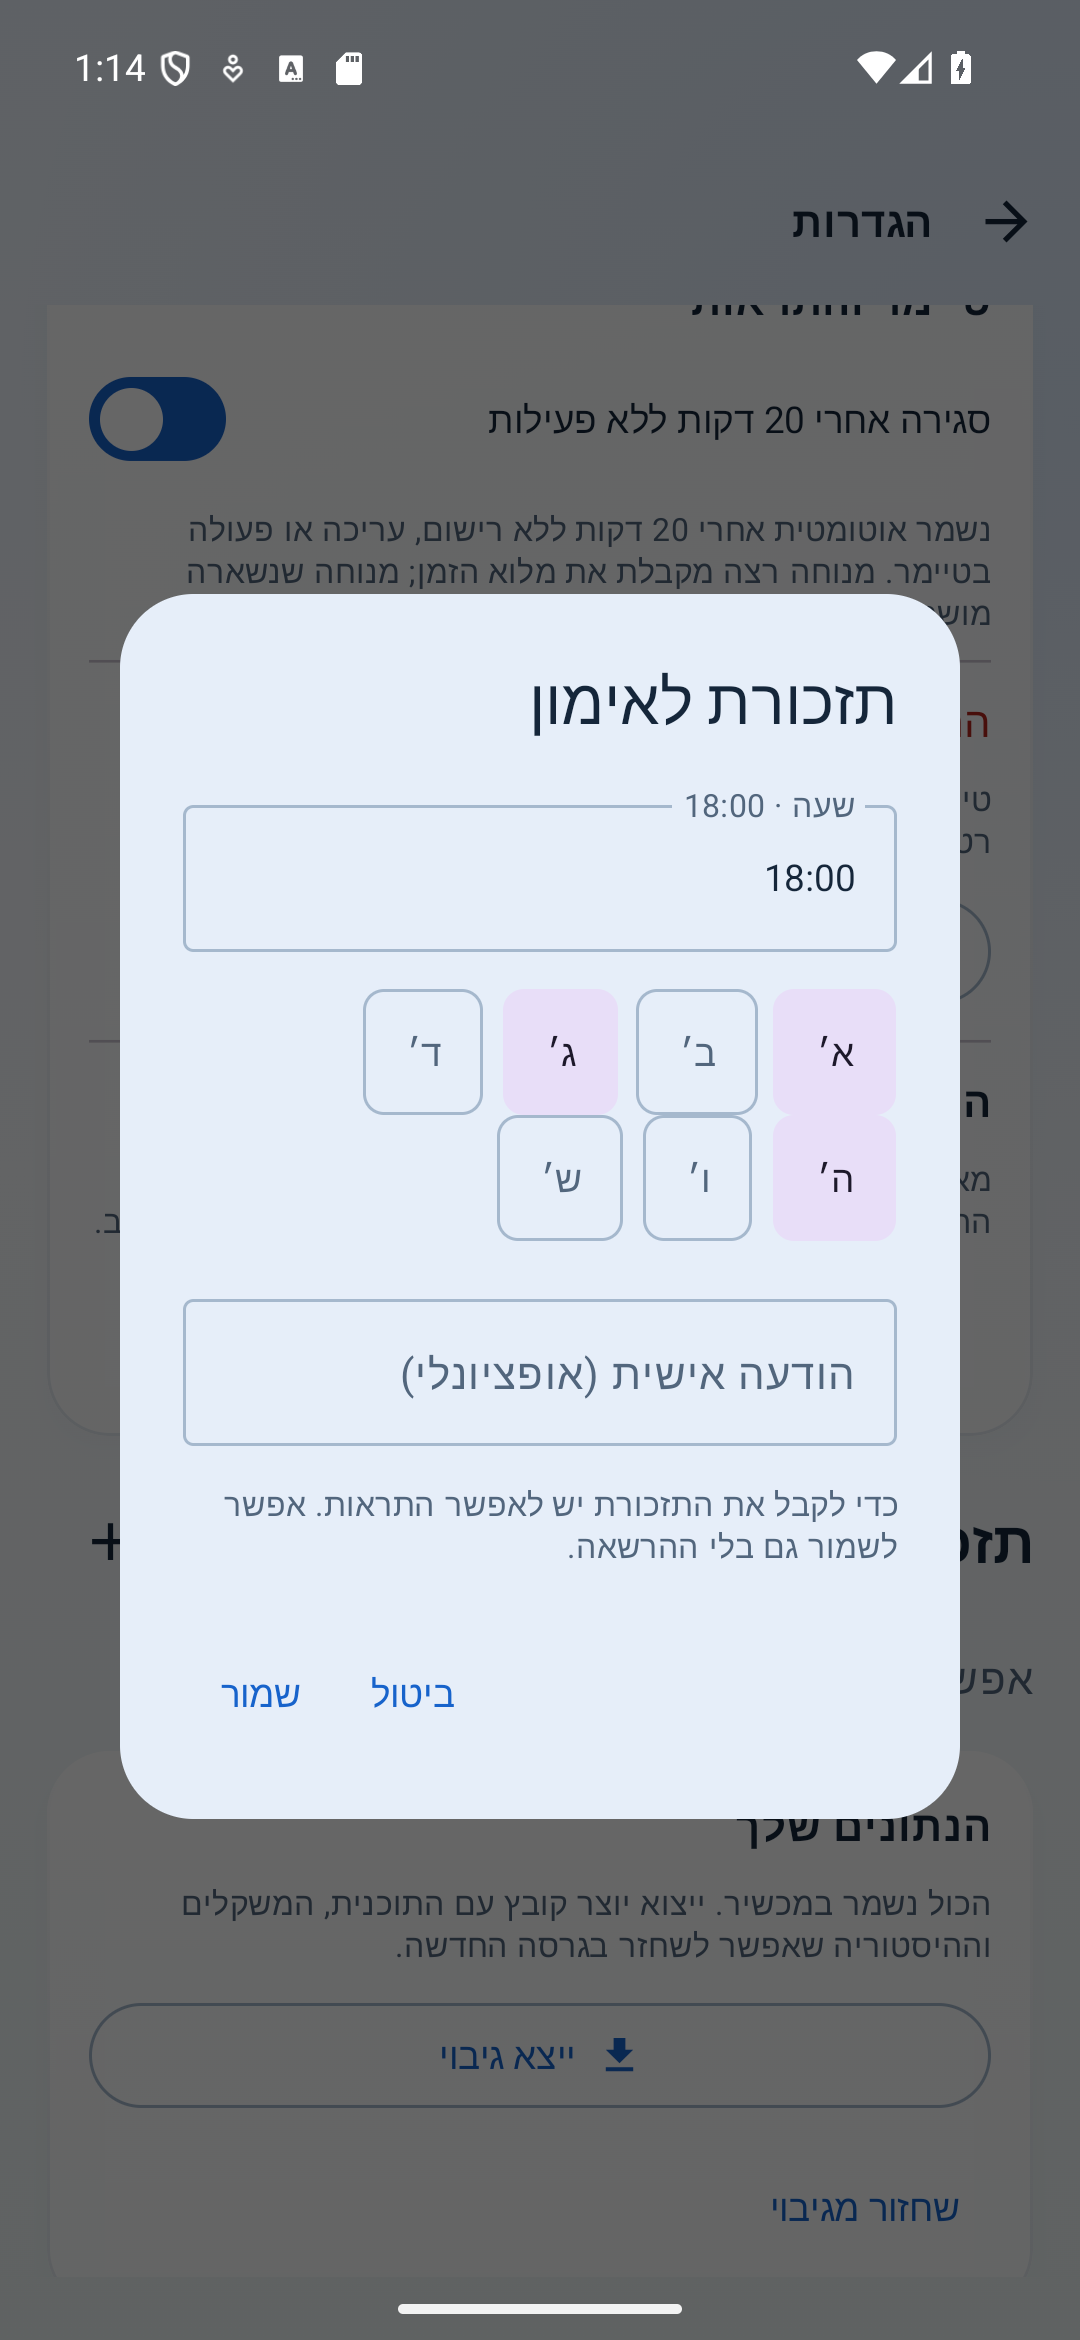 1:14
הגדרות
סגירה אחרי 20 דקות ללא פעילות
נשמר אוטומטית אחרי 20 דקות ללא רישום, עריכה או פעולה
בטיימר. מנוחה רצה מקבלת את מלוא הזמן; מנוחה שנשארה
תזכורת לאימון
שעה · 18:00
18:00
א׳ ב׳ ג׳ ד׳
ה׳ ו׳ ש׳
הודעה אישית (אופציונלי)
כדי לקבל את התזכורת יש לאפשר התראות. אפשר
לשמור גם בלי ההרשאה.
ביטול שמור
הנתונים שלך
הכול נשמר במכשיר. ייצוא יוצר קובץ עם התוכנית, המשקלים
וההיסטוריה שאפשר לשחזר בגרסה החדשה.
ייצא גיבוי
שחזור מגיבוי